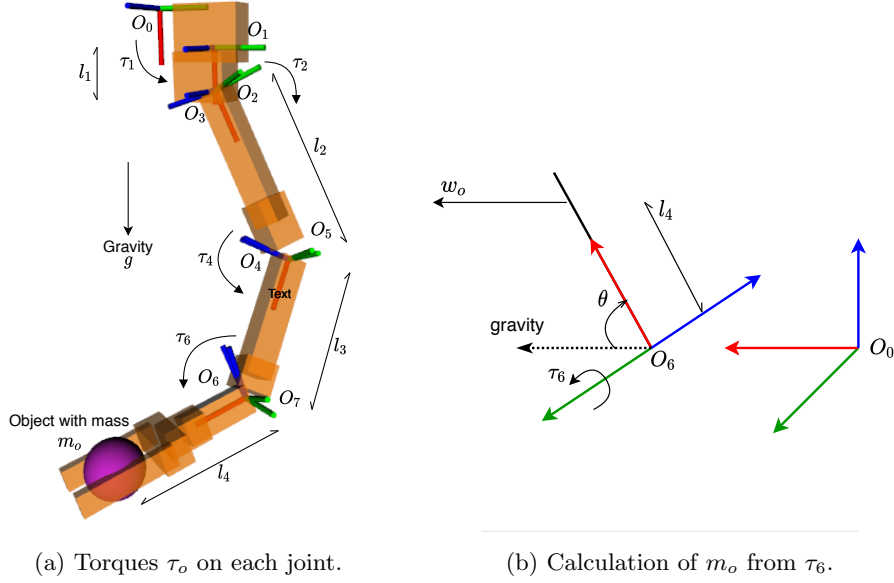 O₀
O₁
τ₁
τ₂
l₁
O₂
O₃
l₂
Gravity
g
O₅
τ₄
O₄
Text
l₃
τ₆
O₆
O₇
Object with mass
mₒ
l₄
wₒ
l₄
θ
gravity
O₆
O₀
τ₆
(a) Torques τₒ on each joint.
(b) Calculation of mₒ from τ₆.